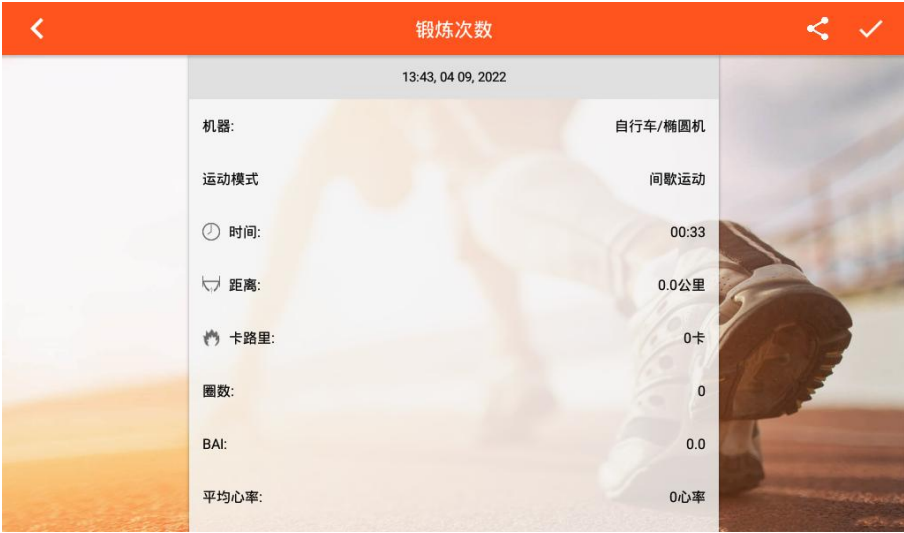 锻炼次数
13:43, 04 09, 2022
机器: 自行车/椭圆机
运动模式 间歇运动
时间: 00:33
距离: 0.0公里
卡路里: 0卡
圈数: 0
BAI: 0.0
平均心率: 0心率